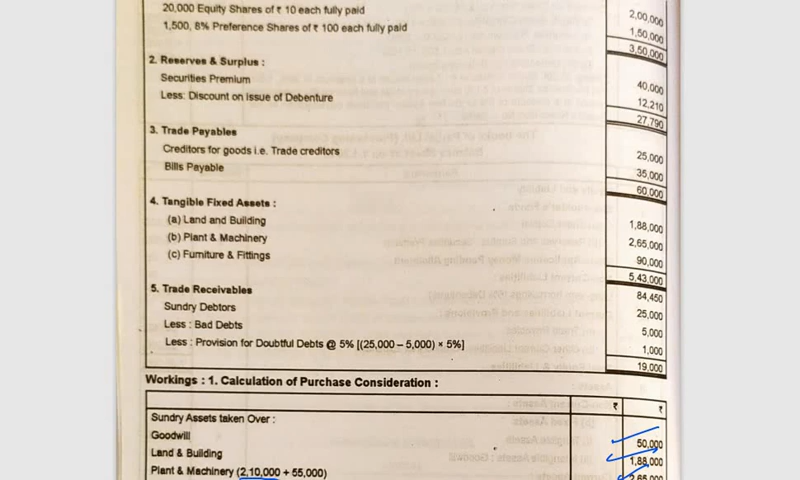 20,000 Equity Shares of ₹ 10 each fully paid 2,00,000
1,500, 8% Preference Shares of ₹ 100 each fully paid 1,50,000
3,50,000
2. Reserves & Surplus :
Securities Premium 40,000
Less: Discount on Issue of Debenture 12,210
27,790
3. Trade Payables
Creditors for goods i.e. Trade creditors 25,000
Bills Payable 35,000
60,000
4. Tangible Fixed Assets :
(a) Land and Building 1,88,000
(b) Plant & Machinery 2,65,000
(c) Furniture & Fittings 90,000
5,43,000
5. Trade Receivables 84,450
Sundry Debtors 25,000
Less : Bad Debts 5,000
Less : Provision for Doubtful Debts @ 5% [(25,000 – 5,000) × 5%] 1,000
19,000
Workings : 1. Calculation of Purchase Consideration :
₹ ₹
Sundry Assets taken Over :
Goodwill 50,000
Land & Building 1,88,000
Plant & Machinery (2,10,000 + 55,000) 2,65,000